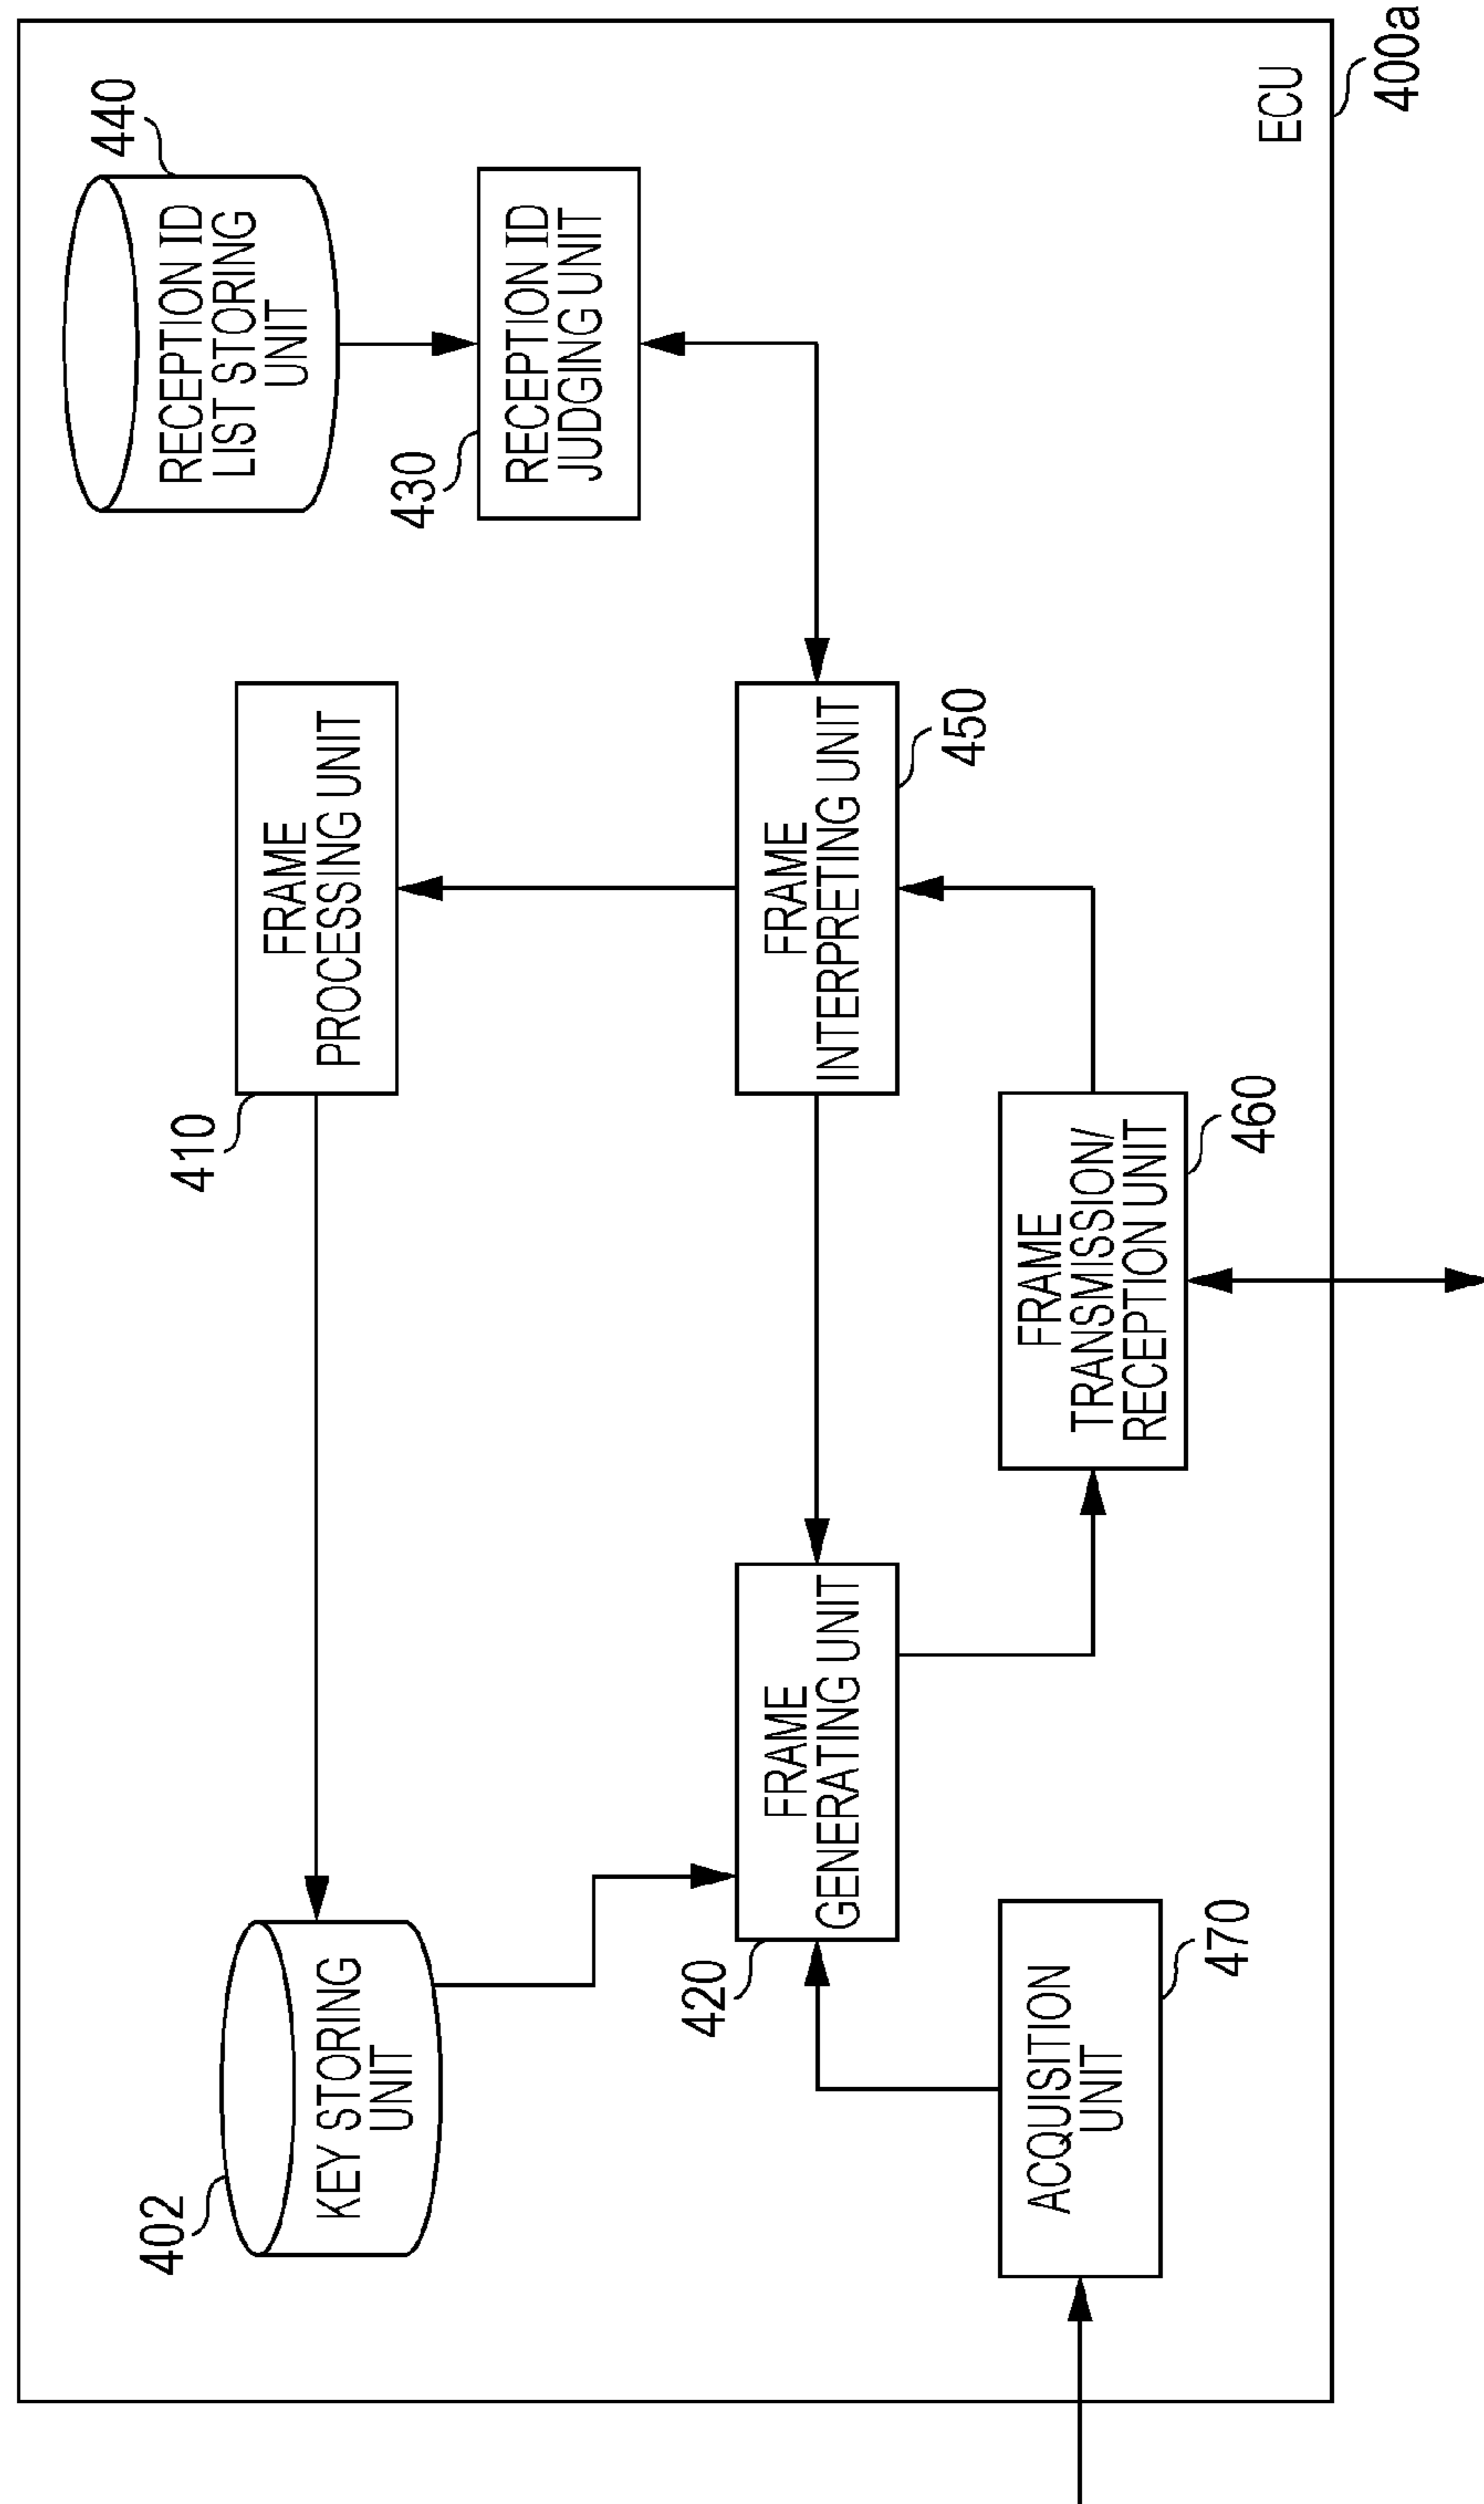 402
KEY STORING
UNIT
410
FRAME
PROCESSING UNIT
440
RECEPTION ID
LIST STORING
UNIT
430
RECEPTION ID
JUDGING UNIT
420
FRAME
GENERATING UNIT
FRAME
INTERPRETING UNIT
450
ACQUISITION
UNIT
470
FRAME
TRANSMISSION/
RECEPTION UNIT
460
ECU
400a